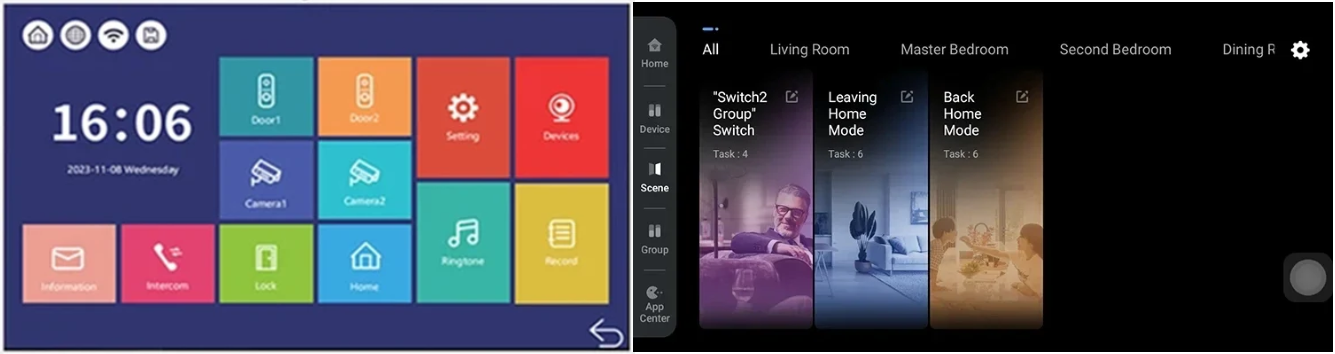 16:06
2023-11-08 Wednesday
Door1
Door2
Setting
Devices
Camera1
Camera2
Information
Intercom
Lock
Home
Ringtone
Record
Home
Device
Scene
Group
App
Center
All
Living Room
Master Bedroom
Second Bedroom
Dining R
"Switch2
Group"
Switch
Task : 4
Leaving
Home
Mode
Task : 6
Back
Home
Mode
Task : 6